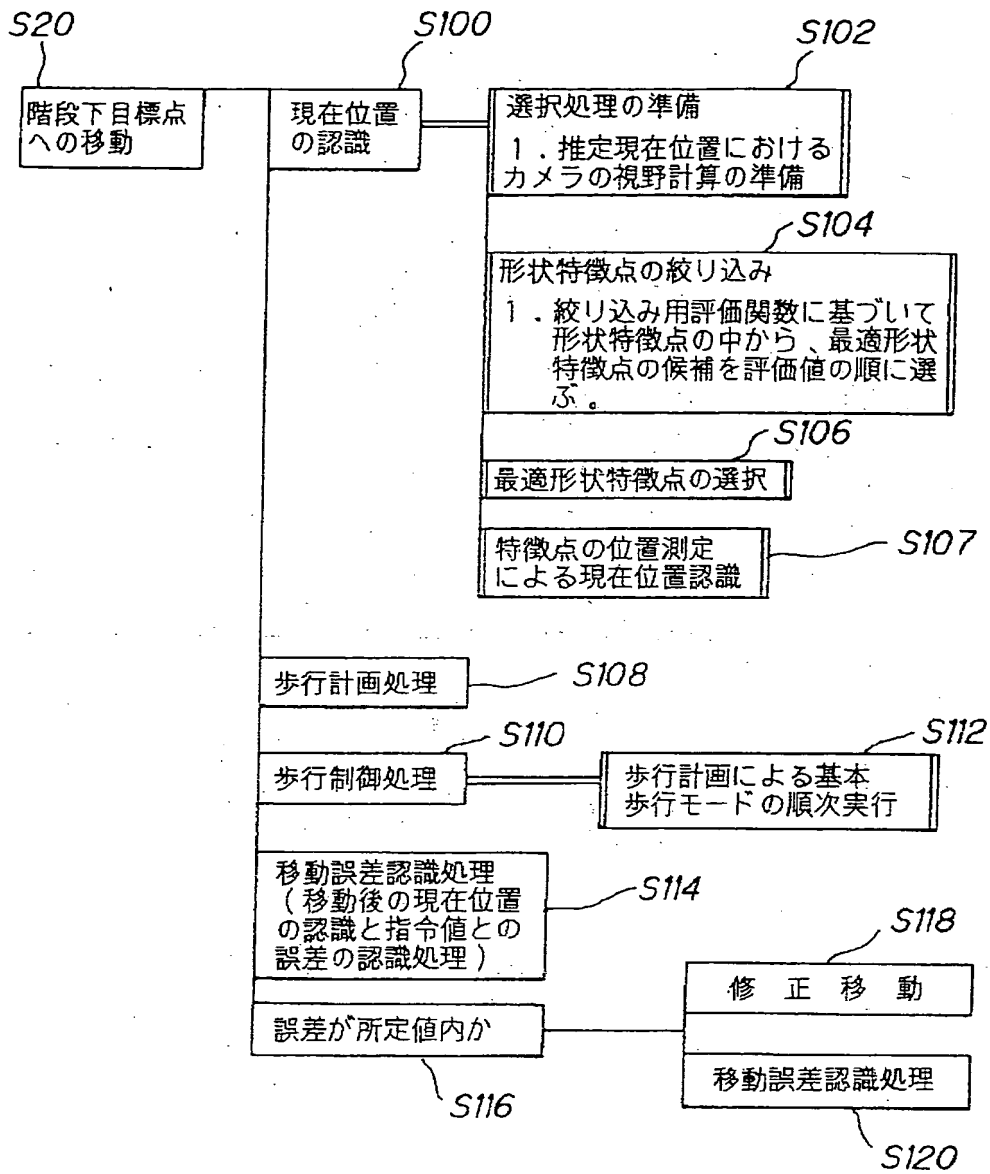 S20
S100
S102
階段下目標点
への移動
現在位置
の認識
選択処理の準備
1．推定現在位置における
カメラの視野計算の準備
S104
形状特徴点の絞り込み
1．絞り込み用評価関数に基づいて
形状特徴点の中から、最適形状
特徴点の候補を評価値の順に選
ぶ。
S106
最適形状特徴点の選択
特徴点の位置測定
による現在位置認識
S107
歩行計画処理
S108
S110
歩行制御処理
S112
歩行計画による基本
歩行モードの順次実行
移動誤差認識処理
(移動後の現在位置
の認識と指令値との
誤差の認識処理)
S114
誤差が所定値内か
S116
S118
修 正 移 動
移動誤差認識処理
S120